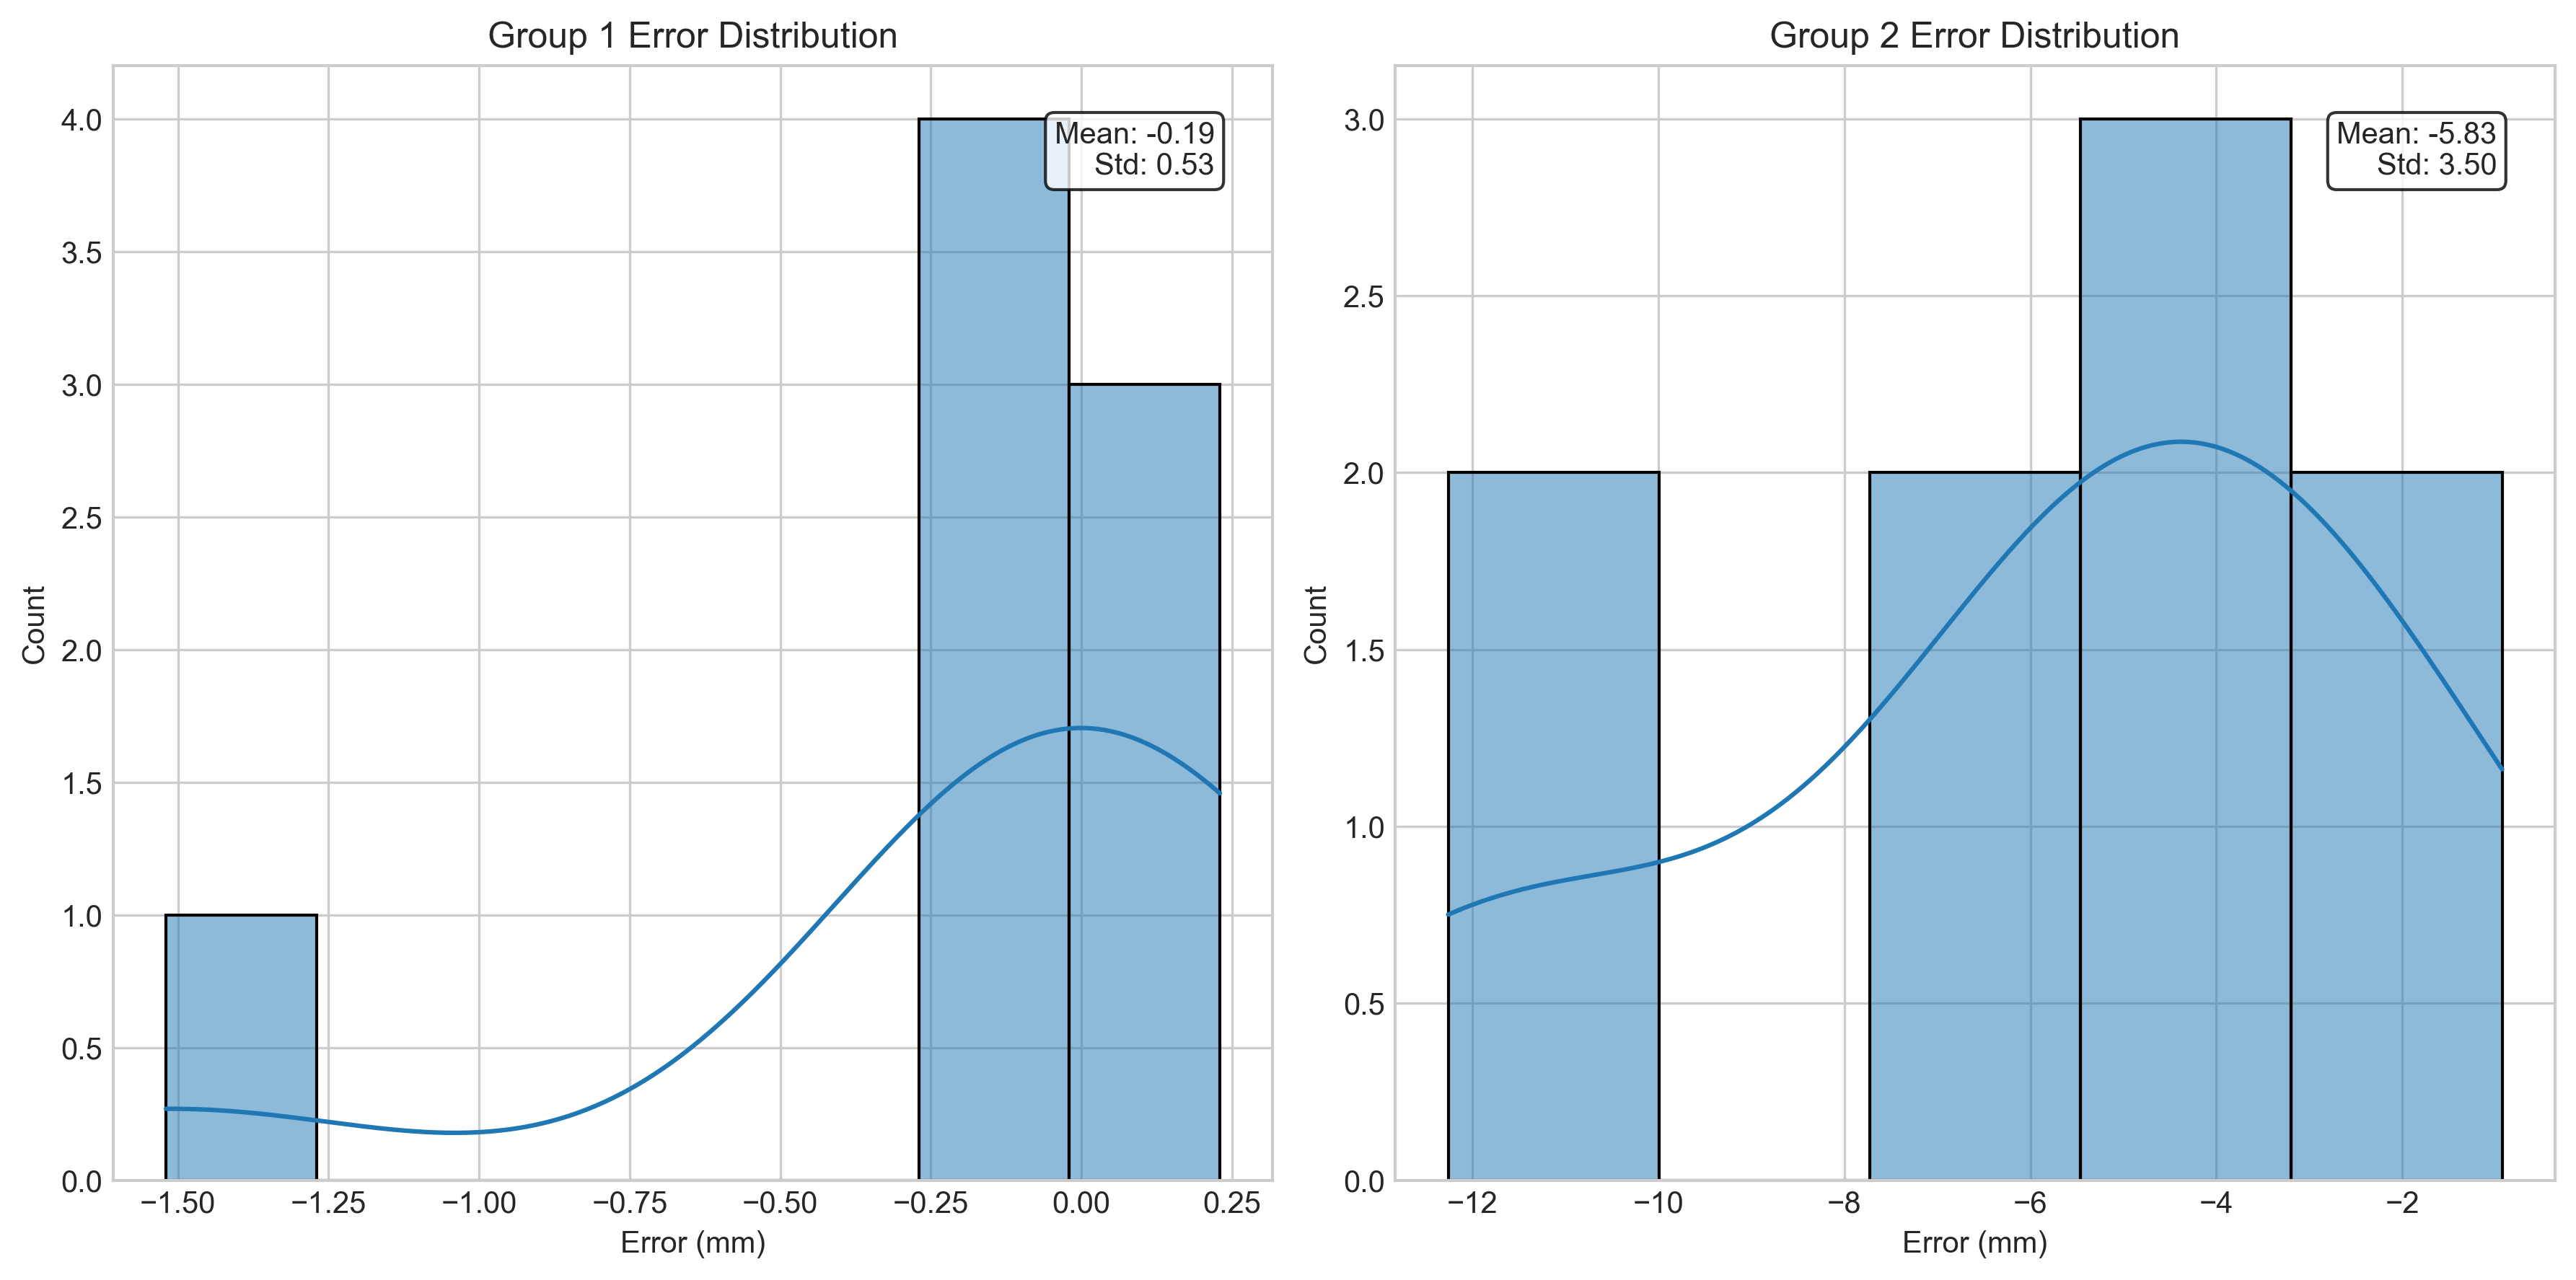 Group 1 Error Distribution
Mean: -0.19
Std: 0.53
Count
4.0
3.5
3.0
2.5
2.0
1.5
1.0
0.5
0.0
−1.50 −1.25 −1.00 −0.75 −0.50 −0.25 0.00 0.25
Error (mm)
Group 2 Error Distribution
Mean: -5.83
Std: 3.50
Count
3.0
2.5
2.0
1.5
1.0
0.5
0.0
−12 −10 −8 −6 −4 −2
Error (mm)